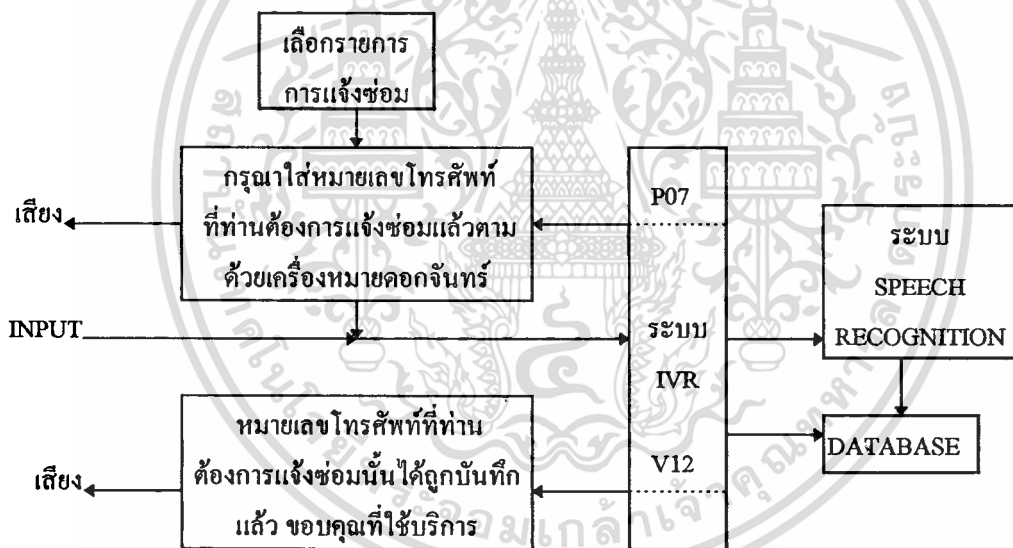 เลือกรายการ
การแจ้งซ่อม
กรุณาใส่หมายเลขโทรศัพท์
ที่ท่านต้องการแจ้งซ่อมแล้วตาม
ด้วยเครื่องหมายดอกจันทร์
เสียง
P07
ระบบ
SPEECH
RECOGNITION
INPUT
ระบบ
IVR
หมายเลขโทรศัพท์ที่ท่าน
ต้องการแจ้งซ่อมนั้นได้ถูกบันทึก
แล้ว ขอบคุณที่ใช้บริการ
เสียง
V12
DATABASE